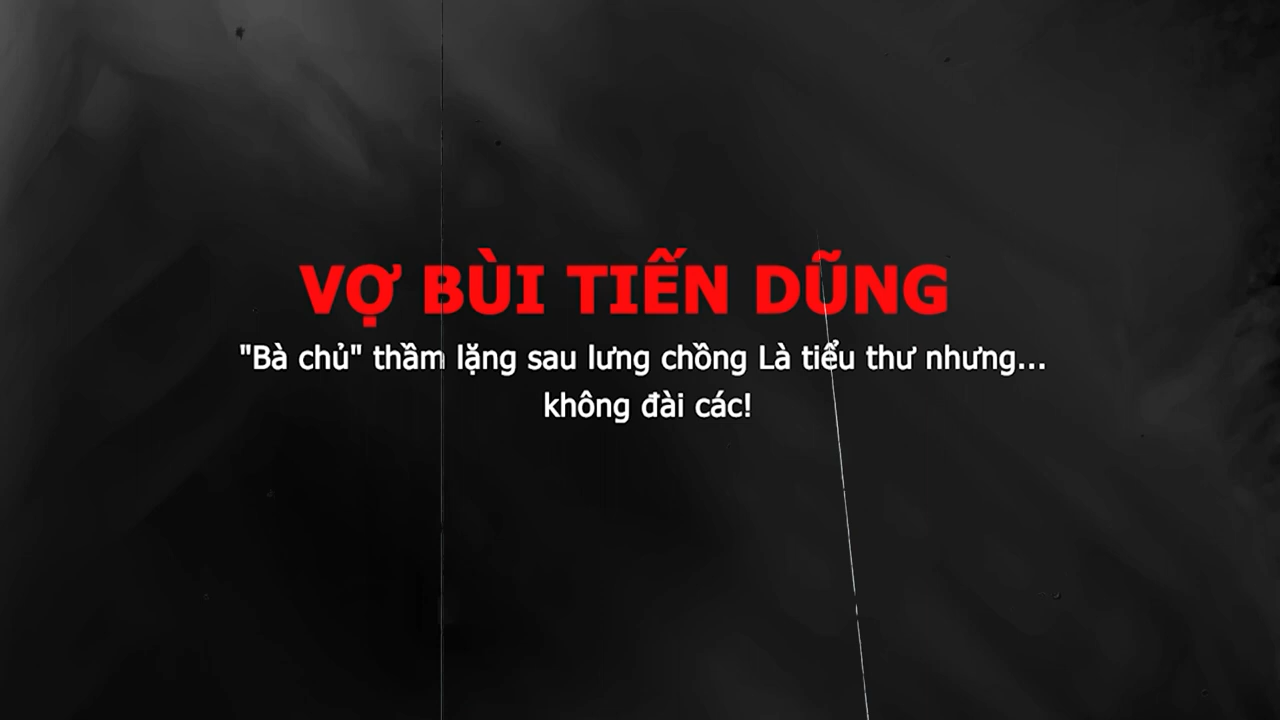 VỢ BÙI TIẾN DŨNG
"Bà chủ" thầm lặng sau lưng chồng Là tiểu thư nhưng...
không đài các!